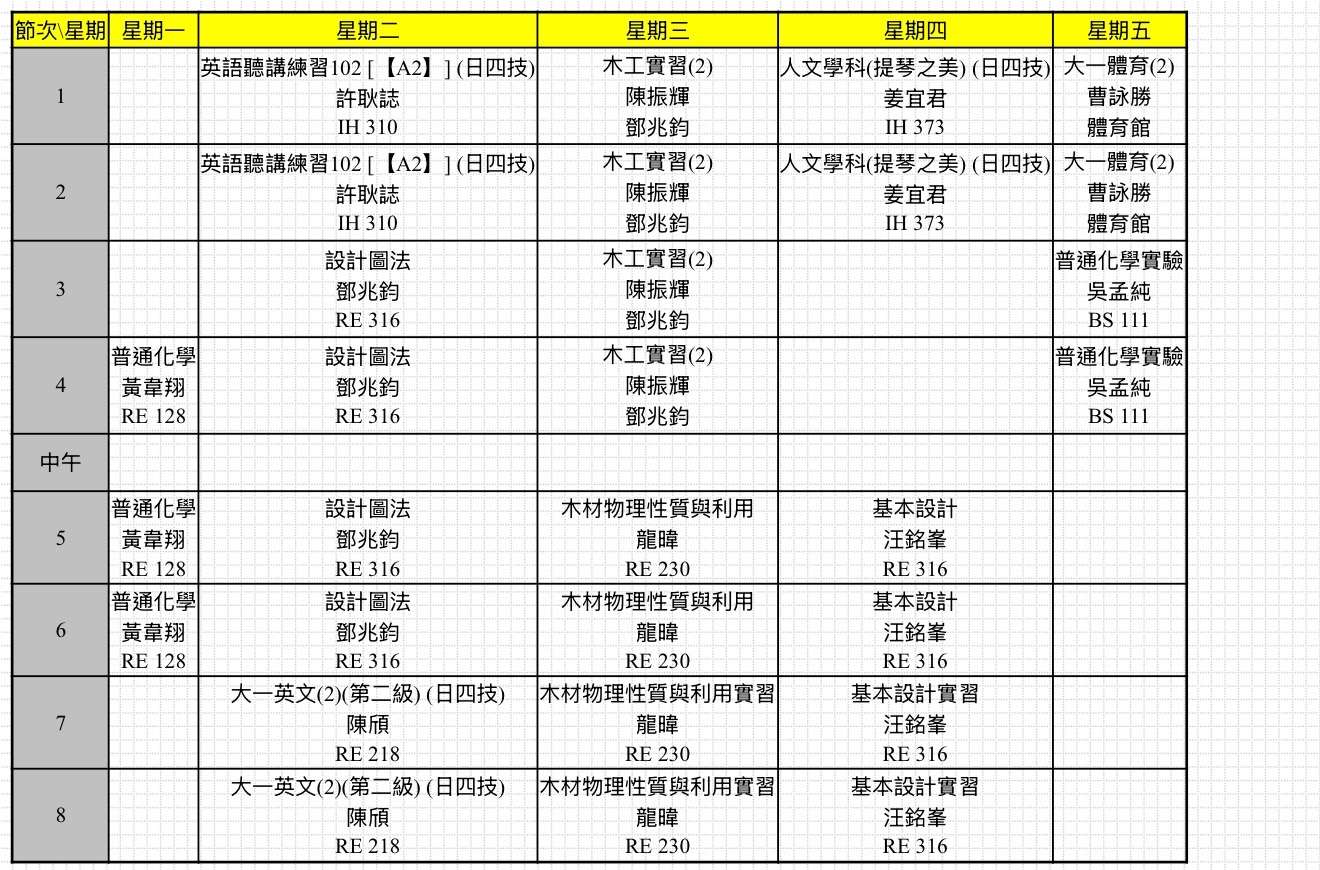 節次\星期 星期一 星期二 星期三 星期四 星期五
1
英語聽講練習102 [【A2】] (日四技)
許耿誌
IH 310
木工實習(2)
陳振輝
鄧兆鈞
人文學科(提琴之美) (日四技)
姜宜君
IH 373
大一體育(2)
曹詠勝
體育館
2
英語聽講練習102 [【A2】] (日四技)
許耿誌
IH 310
木工實習(2)
陳振輝
鄧兆鈞
人文學科(提琴之美) (日四技)
姜宜君
IH 373
大一體育(2)
曹詠勝
體育館
3
設計圖法
鄧兆鈞
RE 316
木工實習(2)
陳振輝
鄧兆鈞
普通化學實驗
吳孟純
BS 111
4
普通化學
黃韋翔
RE 128
設計圖法
鄧兆鈞
RE 316
木工實習(2)
陳振輝
鄧兆鈞
普通化學實驗
吳孟純
BS 111
中午
5
普通化學
黃韋翔
RE 128
設計圖法
鄧兆鈞
RE 316
木材物理性質與利用
龍暐
RE 230
基本設計
汪銘峯
RE 316
6
普通化學
黃韋翔
RE 128
設計圖法
鄧兆鈞
RE 316
木材物理性質與利用
龍暐
RE 230
基本設計
汪銘峯
RE 316
7
大一英文(2)(第二級) (日四技)
陳頎
RE 218
木材物理性質與利用實習
龍暐
RE 230
基本設計實習
汪銘峯
RE 316
8
大一英文(2)(第二級) (日四技)
陳頎
RE 218
木材物理性質與利用實習
龍暐
RE 230
基本設計實習
汪銘峯
RE 316